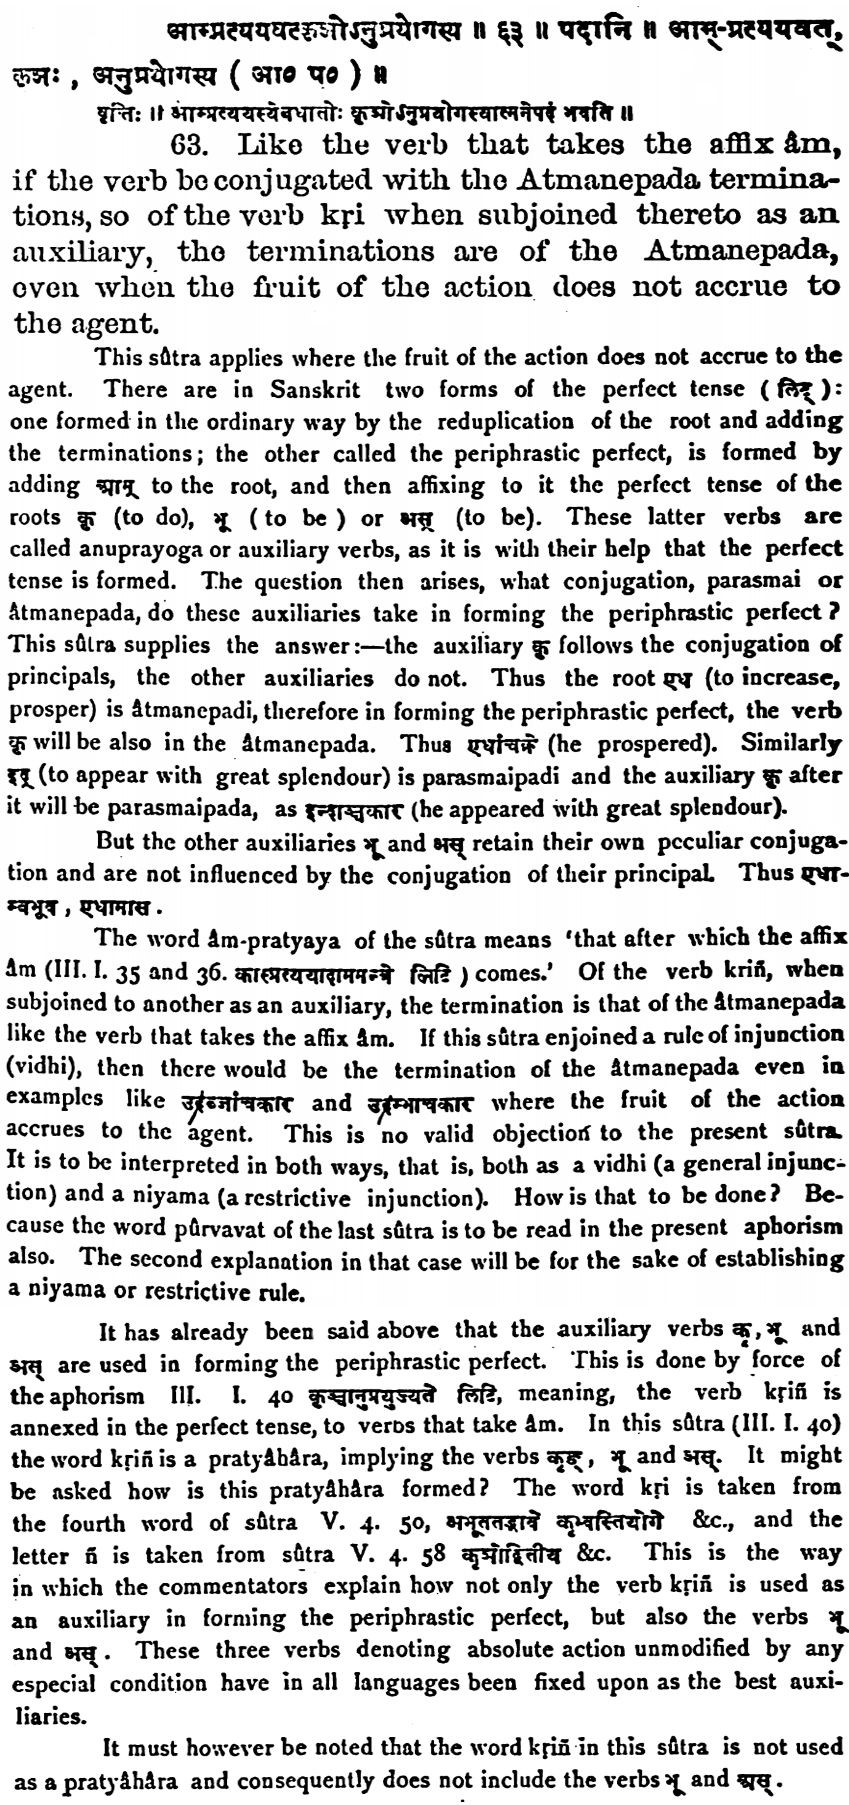 आम्प्रत्ययवत्कृञोऽनुप्रयोगस्य ॥ ६३ ॥ पदानि ॥ आम्-प्रत्ययवत्,
कृञः , अनुप्रयोगस्य ( आ० प० ) ॥
वृत्तिः ॥ आम्प्रत्ययस्येवधातोः कृञोऽनुप्रयोगस्यात्मनेपदं भवति ॥
63. Like the verb that takes the affix âm,
if the verb be conjugated with the Atmanepada termina-
tions, so of the verb kṛi when subjoined thereto as an
auxiliary, the terminations are of the Atmanepada,
even when the fruit of the action does not accrue to
the agent.
This sûtra applies where the fruit of the action does not accrue to the
agent. There are in Sanskrit two forms of the perfect tense ( लिट् ):
one formed in the ordinary way by the reduplication of the root and adding
the terminations; the other called the periphrastic perfect, is formed by
adding आम् to the root, and then affixing to it the perfect tense of the
roots कृ (to do), भू ( to be ) or अस् (to be). These latter verbs are
called anuprayoga or auxiliary verbs, as it is with their help that the perfect
tense is formed. The question then arises, what conjugation, parasmai or
âtmanepada, do these auxiliaries take in forming the periphrastic perfect ?
This sûtra supplies the answer:—the auxiliary कृ follows the conjugation of
principals, the other auxiliaries do not. Thus the root एध (to increase,
prosper) is âtmanepadi, therefore in forming the periphrastic perfect, the verb
कृ will be also in the âtmanepada. Thus एधांचक्रे (he prospered). Similarly
(to appear with great splendour) is parasmaipadi and the auxiliary कृ after
it will be parasmaipada, as (he appeared with great splendour).
But the other auxiliaries भू and अस् retain their own peculiar conjuga-
tion and are not influenced by the conjugation of their principal. Thus एधा-
म्बभूव , एधामास .
The word âm-pratyaya of the sûtra means 'that after which the affix
âm (III. I. 35 and 36. कास्प्रत्ययादाममन्त्रे लिटि ) comes.' Of the verb kriñ, when
subjoined to another as an auxiliary, the termination is that of the âtmanepada
like the verb that takes the affix âm. If this sûtra enjoined a rule of injunction
(vidhi), then there would be the termination of the âtmanepada even in
examples like and where the fruit of the action
accrues to the agent. This is no valid objection to the present sûtra.
It is to be interpreted in both ways, that is, both as a vidhi (a general injunc-
tion) and a niyama (a restrictive injunction). How is that to be done? Be-
cause the word pûrvavat of the last sûtra is to be read in the present aphorism
also. The second explanation in that case will be for the sake of establishing
a niyama or restrictive rule.
It has already been said above that the auxiliary verbs कृ, भू and
अस् are used in forming the periphrastic perfect. This is done by force of
the aphorism III. I. 40 कृञ्चानुप्रयुज्यते लिटि, meaning, the verb kṛiñ is
annexed in the perfect tense, to verbs that take âm. In this sûtra (III. I. 40)
the word kṛiñ is a pratyâhâra, implying the verbs कृञ् , भू and अस्. It might
be asked how is this pratyâhâra formed? The word kṛi is taken from
the fourth word of sûtra V. 4. 50, अभूततद्भावे कृभ्वस्तियोगे &c., and the
letter ñ is taken from sûtra V. 4. 58 कृञोद्वितीय &c. This is the way
in which the commentators explain how not only the verb kṛiñ is used as
an auxiliary in forming the periphrastic perfect, but also the verbs भू
and अस् . These three verbs denoting absolute action unmodified by any
especial condition have in all languages been fixed upon as the best auxi-
liaries.
It must however be noted that the word kṛiñ in this sûtra is not used
as a pratyâhâra and consequently does not include the verbs भू and अस् .